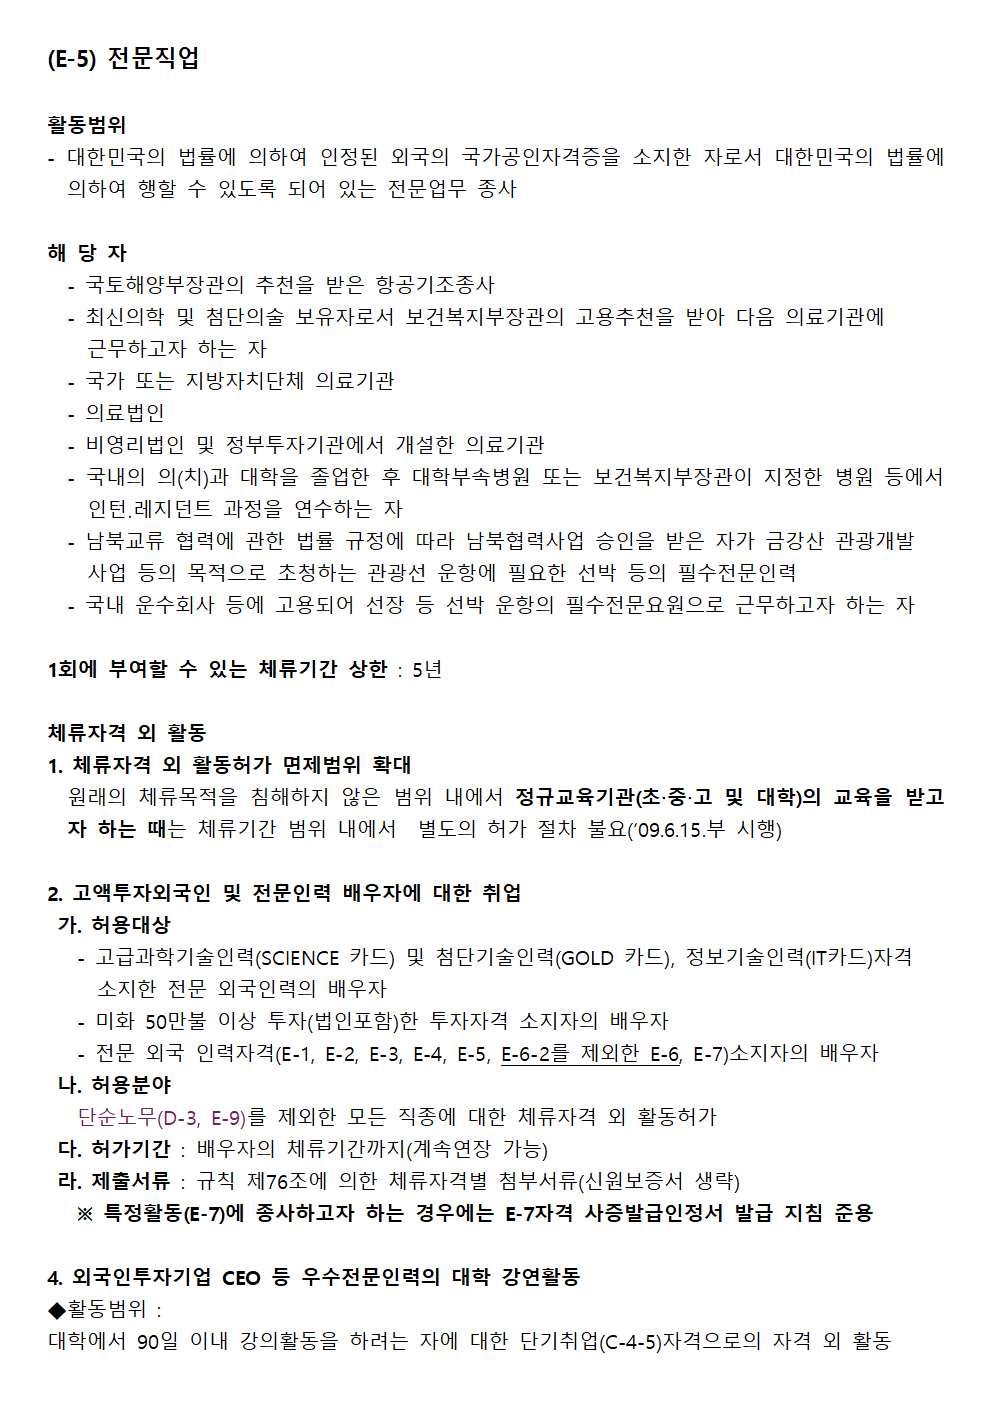 (E-5) 전문직업
활동범위
- 대한민국의 법률에 의하여 인정된 외국의 국가공인자격증을 소지한 자로서 대한민국의 법률에
의하여 행할 수 있도록 되어 있는 전문업무 종사
해 당 자
- 국토해양부장관의 추천을 받은 항공기조종사
- 최신의학 및 첨단의술 보유자로서 보건복지부장관의 고용추천을 받아 다음 의료기관에
근무하고자 하는 자
- 국가 또는 지방자치단체 의료기관
- 의료법인
- 비영리법인 및 정부투자기관에서 개설한 의료기관
- 국내의 의(치)과 대학을 졸업한 후 대학부속병원 또는 보건복지부장관이 지정한 병원 등에서
인턴.레지던트 과정을 연수하는 자
- 남북교류 협력에 관한 법률 규정에 따라 남북협력사업 승인을 받은 자가 금강산 관광개발
사업 등의 목적으로 초청하는 관광선 운항에 필요한 선박 등의 필수전문인력
- 국내 운수회사 등에 고용되어 선장 등 선박 운항의 필수전문요원으로 근무하고자 하는 자
1회에 부여할 수 있는 체류기간 상한 : 5년
체류자격 외 활동
1. 체류자격 외 활동허가 면제범위 확대
원래의 체류목적을 침해하지 않은 범위 내에서 정규교육기관(초·중·고 및 대학)의 교육을 받고
자 하는 때는 체류기간 범위 내에서 별도의 허가 절차 불요(‘09.6.15.부 시행)
2. 고액투자외국인 및 전문인력 배우자에 대한 취업
가. 허용대상
- 고급과학기술인력(SCIENCE 카드) 및 첨단기술인력(GOLD 카드), 정보기술인력(IT카드)자격
소지한 전문 외국인력의 배우자
- 미화 50만불 이상 투자(법인포함)한 투자자격 소지자의 배우자
- 전문 외국 인력자격(E-1, E-2, E-3, E-4, E-5, E-6-2를 제외한 E-6, E-7)소지자의 배우자
나. 허용분야
단순노무(D-3, E-9)를 제외한 모든 직종에 대한 체류자격 외 활동허가
다. 허가기간 : 배우자의 체류기간까지(계속연장 가능)
라. 제출서류 : 규칙 제76조에 의한 체류자격별 첨부서류(신원보증서 생략)
※ 특정활동(E-7)에 종사하고자 하는 경우에는 E-7자격 사증발급인정서 발급 지침 준용
4. 외국인투자기업 CEO 등 우수전문인력의 대학 강연활동
◆활동범위 :
대학에서 90일 이내 강의활동을 하려는 자에 대한 단기취업(C-4-5)자격으로의 자격 외 활동